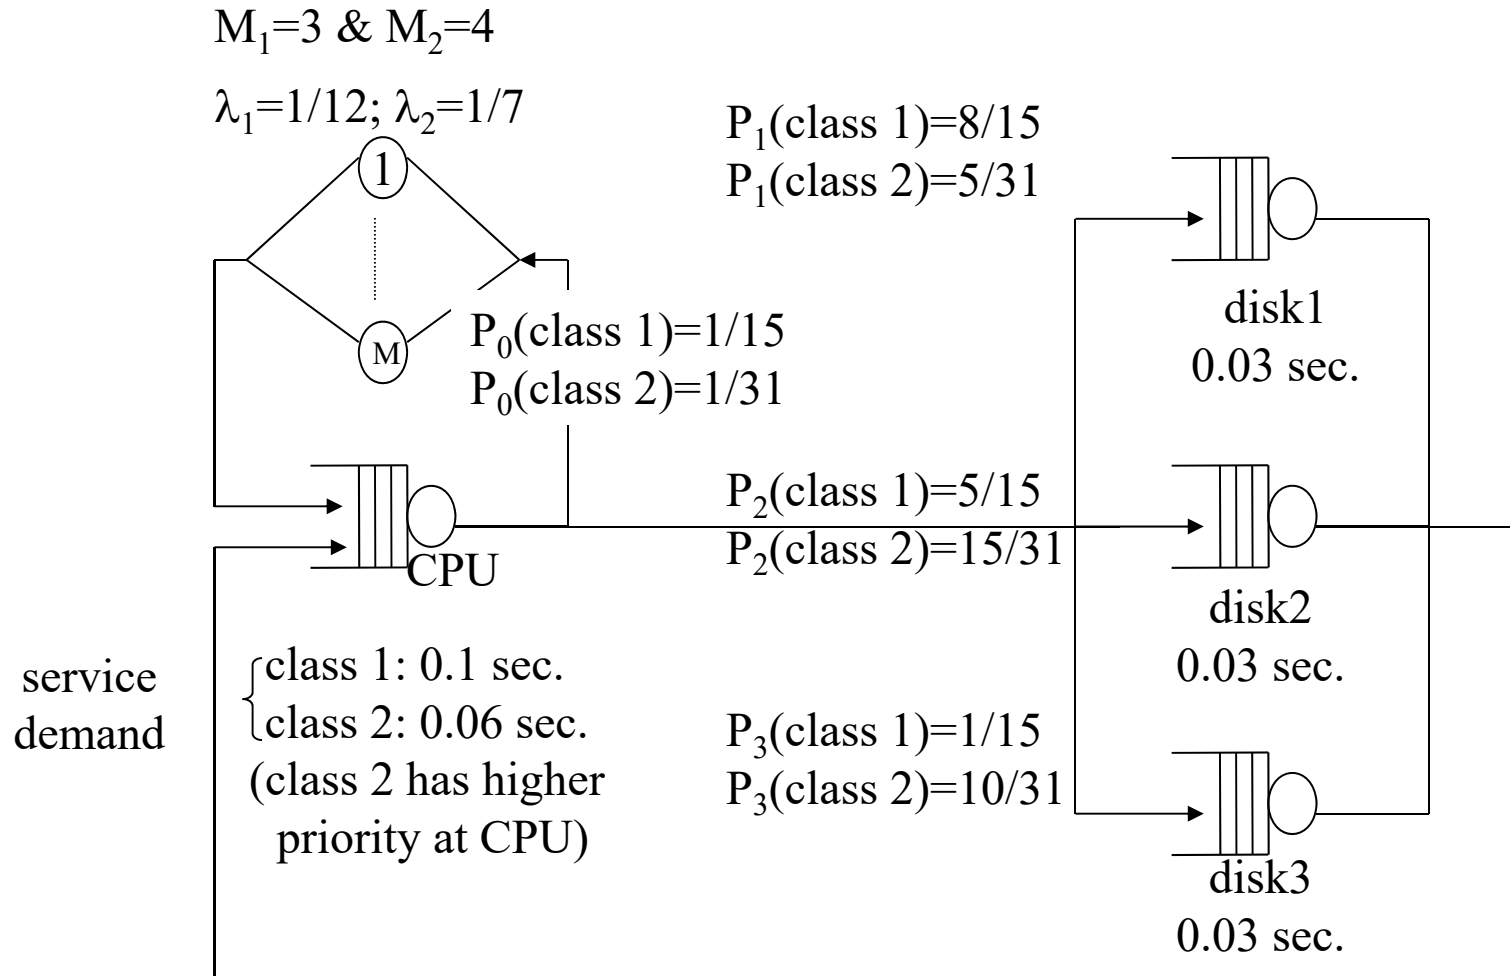 M₁=3 & M₂=4
λ₁=1/12; λ₂=1/7
1
M
P₀(class 1)=1/15
P₀(class 2)=1/31
P₁(class 1)=8/15
P₁(class 2)=5/31
disk1
0.03 sec.
CPU
P₂(class 1)=5/15
P₂(class 2)=15/31
disk2
0.03 sec.
service
demand
class 1: 0.1 sec.
class 2: 0.06 sec.
(class 2 has higher
priority at CPU)
P₃(class 1)=1/15
P₃(class 2)=10/31
disk3
0.03 sec.